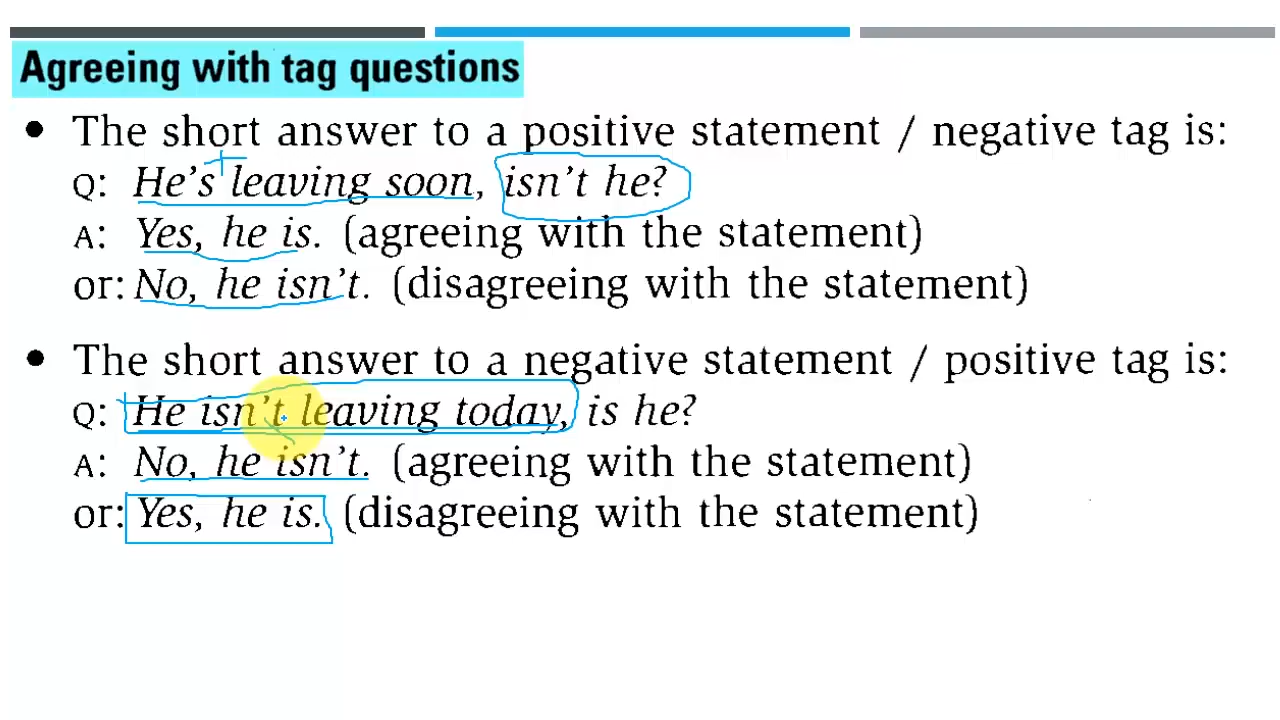 Agreeing with tag questions
• The short answer to a positive statement / negative tag is:
Q: He's leaving soon, isn't he?
A: Yes, he is. (agreeing with the statement)
or: No, he isn't. (disagreeing with the statement)
• The short answer to a negative statement / positive tag is:
Q: He isn't leaving today, is he?
A: No, he isn't. (agreeing with the statement)
or: Yes, he is. (disagreeing with the statement)